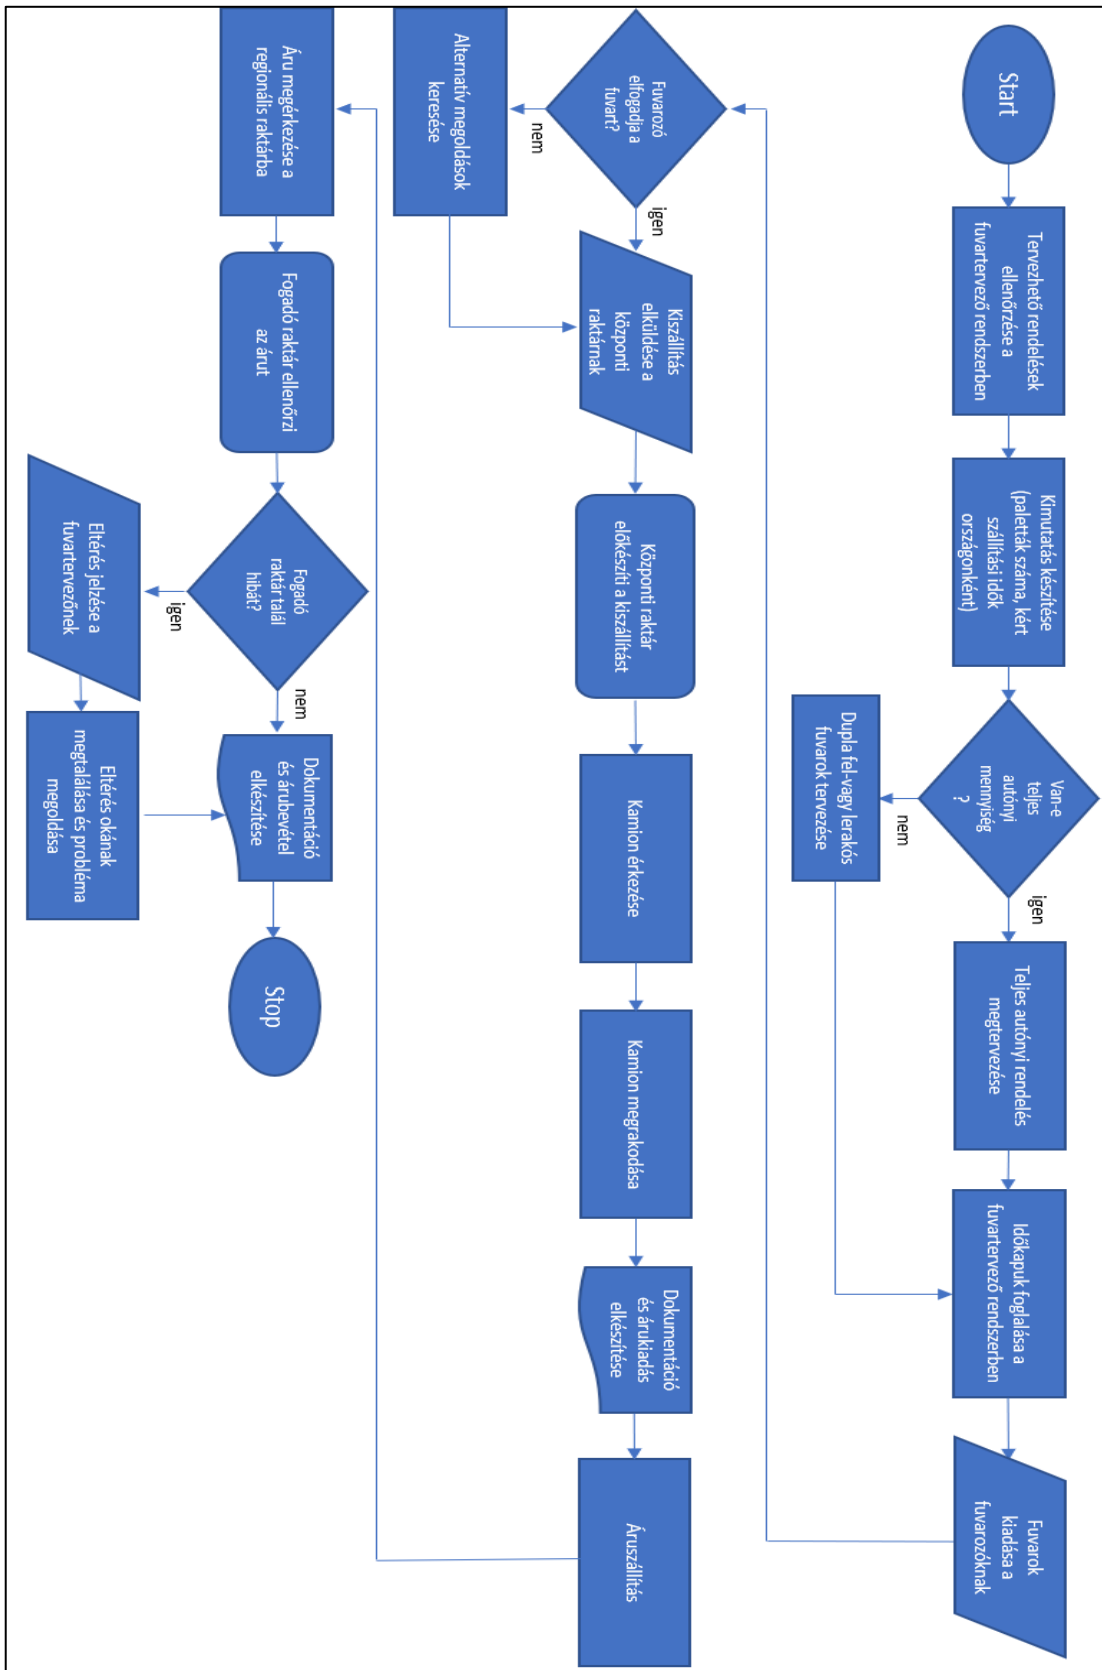 Start
Tervezhető rendelések
ellenőrzése a
fuvartervező rendszerben
Kimutatás készítése
(paletták száma, kért
szállítási idők
országonként)
Van-e
teljes
autónyi
mennyiség
?
igen
nem
Teljes autónyi rendelés
megtervezése
Dupla fel-vagy lerakós
fuvarok tervezése
Időkapuk foglalása a
fuvartervező rendszerben
Fuvarok
kiadása a
fuvarozóknak
Fuvarozó
elfogadja a
fuvart?
igen
nem
Alternatív megoldások
keresése
Kiszállítás
elküldése a
központi
raktárnak
Központi raktár
előkészíti a kiszállítást
Kamion érkezése
Kamion megrakodása
Dokumentáció
és árukiadás
elkészítése
Áruszállítás
Áru megérkezése a
regionális raktárba
Fogadó raktár ellenőrzi
az árut
Fogadó
raktár talál
hibát?
nem
igen
Eltérés jelzése a
fuvartervezőnek
Eltérés okának
megtalálása és probléma
megoldása
Dokumentáció
és árubevétel
elkészítése
Stop